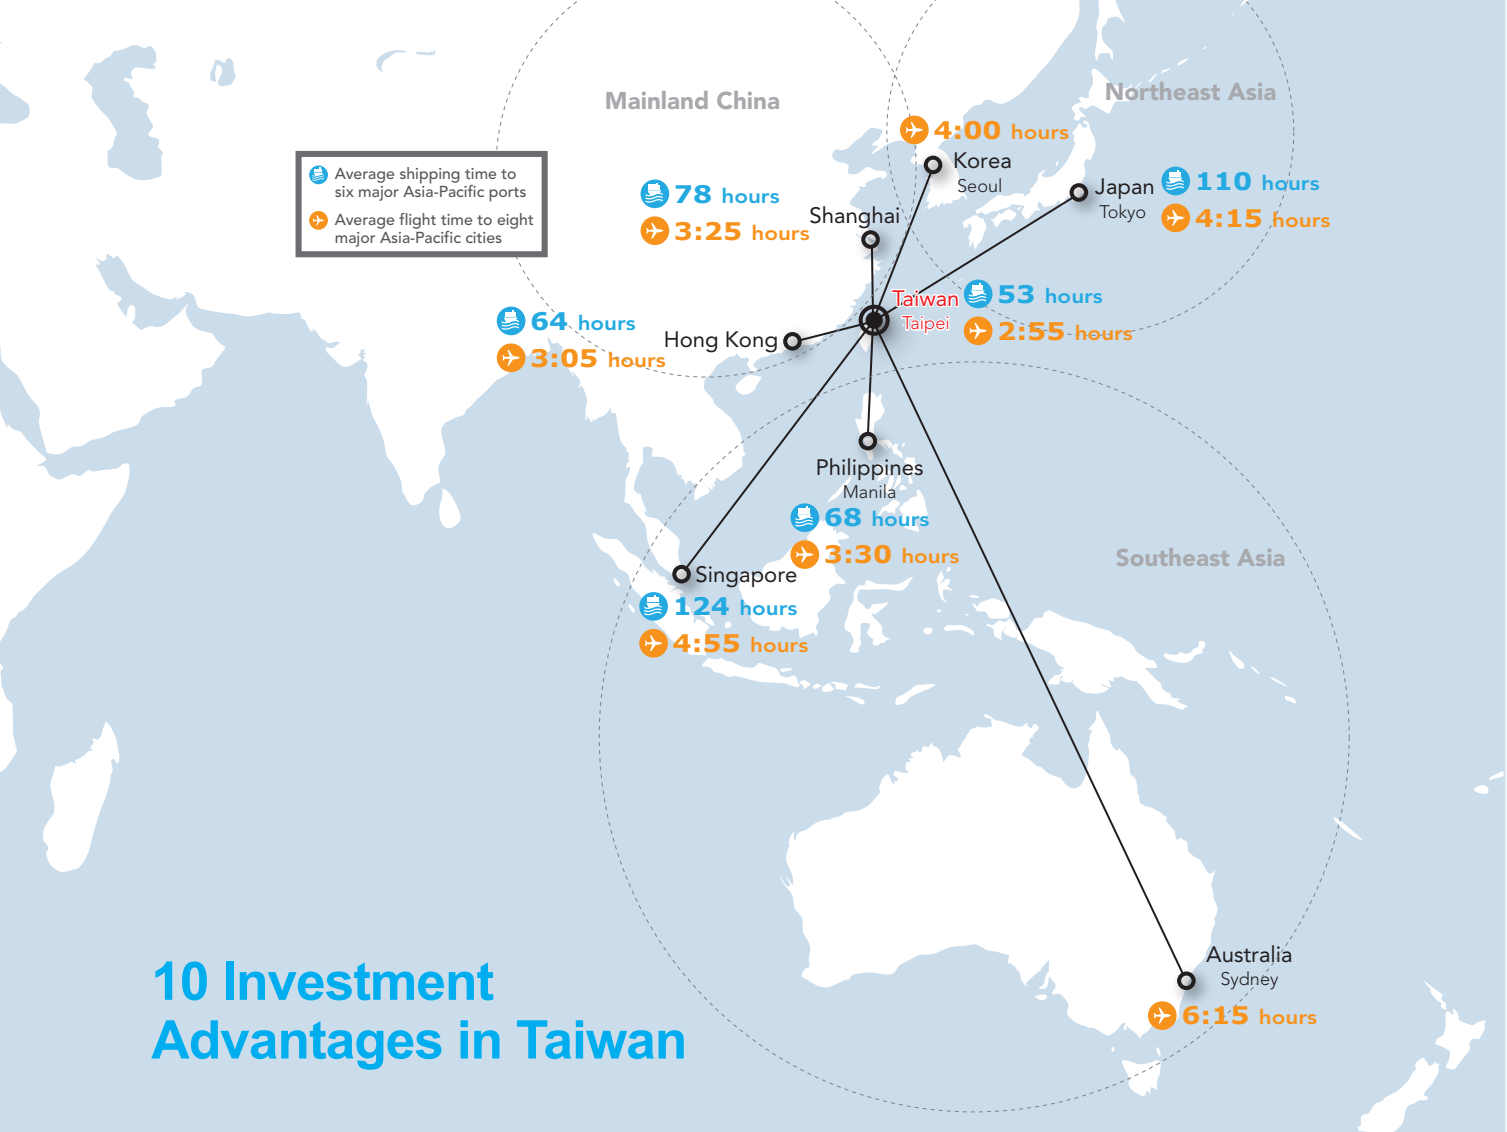 Mainland China
Northeast Asia
4:00 hours
Korea
Seoul
Average shipping time to
six major Asia-Pacific ports
Average flight time to eight
major Asia-Pacific cities
78 hours
3:25 hours
Shanghai
Japan
Tokyo
110 hours
4:15 hours
Taiwan
Taipei
53 hours
2:55 hours
64 hours
3:05 hours
Hong Kong
Philippines
Manila
68 hours
3:30 hours
Southeast Asia
Singapore
124 hours
4:55 hours
Australia
Sydney
6:15 hours
10 Investment
Advantages in Taiwan